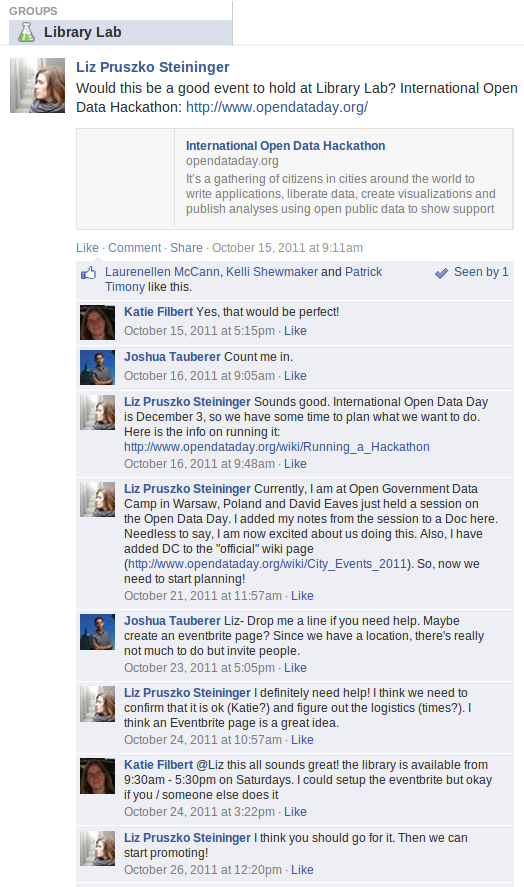 GROUPS
Library Lab
Liz Pruszko Steininger
Would this be a good event to hold at Library Lab? International Open
Data Hackathon: http://www.opendataday.org/
International Open Data Hackathon
opendataday.org
It's a gathering of citizens in cities around the world to
write applications, liberate data, create visualizations and
publish analyses using open public data to show support
Like · Comment · Share · October 15, 2011 at 9:11am
Laurenellen McCann, Kelli Shewmaker and Patrick
Timony like this.
Seen by 1
Katie Filbert Yes, that would be perfect!
October 15, 2011 at 5:15pm · Like
Joshua Tauberer Count me in.
October 16, 2011 at 9:05am · Like
Liz Pruszko Steininger Sounds good. International Open Data Day
is December 3, so we have some time to plan what we want to do.
Here is the info on running it:
http://www.opendataday.org/wiki/Running_a_Hackathon
October 16, 2011 at 9:48am · Like
Liz Pruszko Steininger Currently, I am at Open Government Data
Camp in Warsaw, Poland and David Eaves just held a session on
the Open Data Day. I added my notes from the session to a Doc here.
Needless to say, I am now excited about us doing this. Also, I have
added DC to the "official" wiki page
(http://www.opendataday.org/wiki/City_Events_2011). So, now we
need to start planning!
October 21, 2011 at 11:57am · Like
Joshua Tauberer Liz- Drop me a line if you need help. Maybe
create an eventbrite page? Since we have a location, there's really
not much to do but invite people.
October 23, 2011 at 5:05pm · Like
Liz Pruszko Steininger I definitely need help! I think we need to
confirm that it is ok (Katie?) and figure out the logistics (times?). I
think an Eventbrite page is a great idea.
October 24, 2011 at 10:57am · Like
Katie Filbert @Liz this all sounds great! the library is available from
9:30am - 5:30pm on Saturdays. I could setup the eventbrite but okay
if you / someone else does it
October 24, 2011 at 3:22pm · Like
Liz Pruszko Steininger I think you should go for it. Then we can
start promoting!
October 26, 2011 at 12:20pm · Like